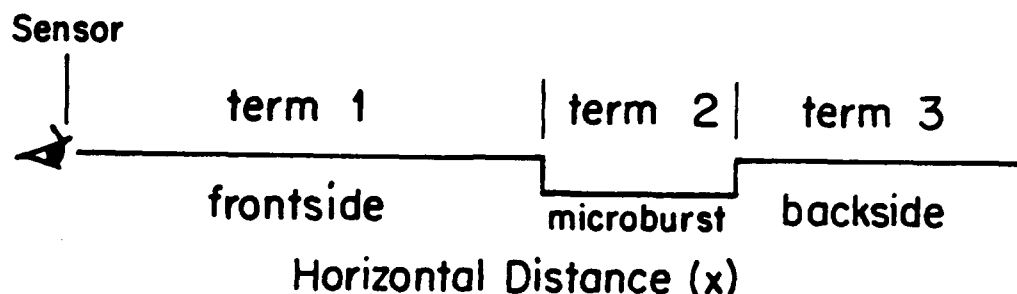 Sensor
term 1 term 2 term 3
frontside microburst backside
Horizontal Distance (x)